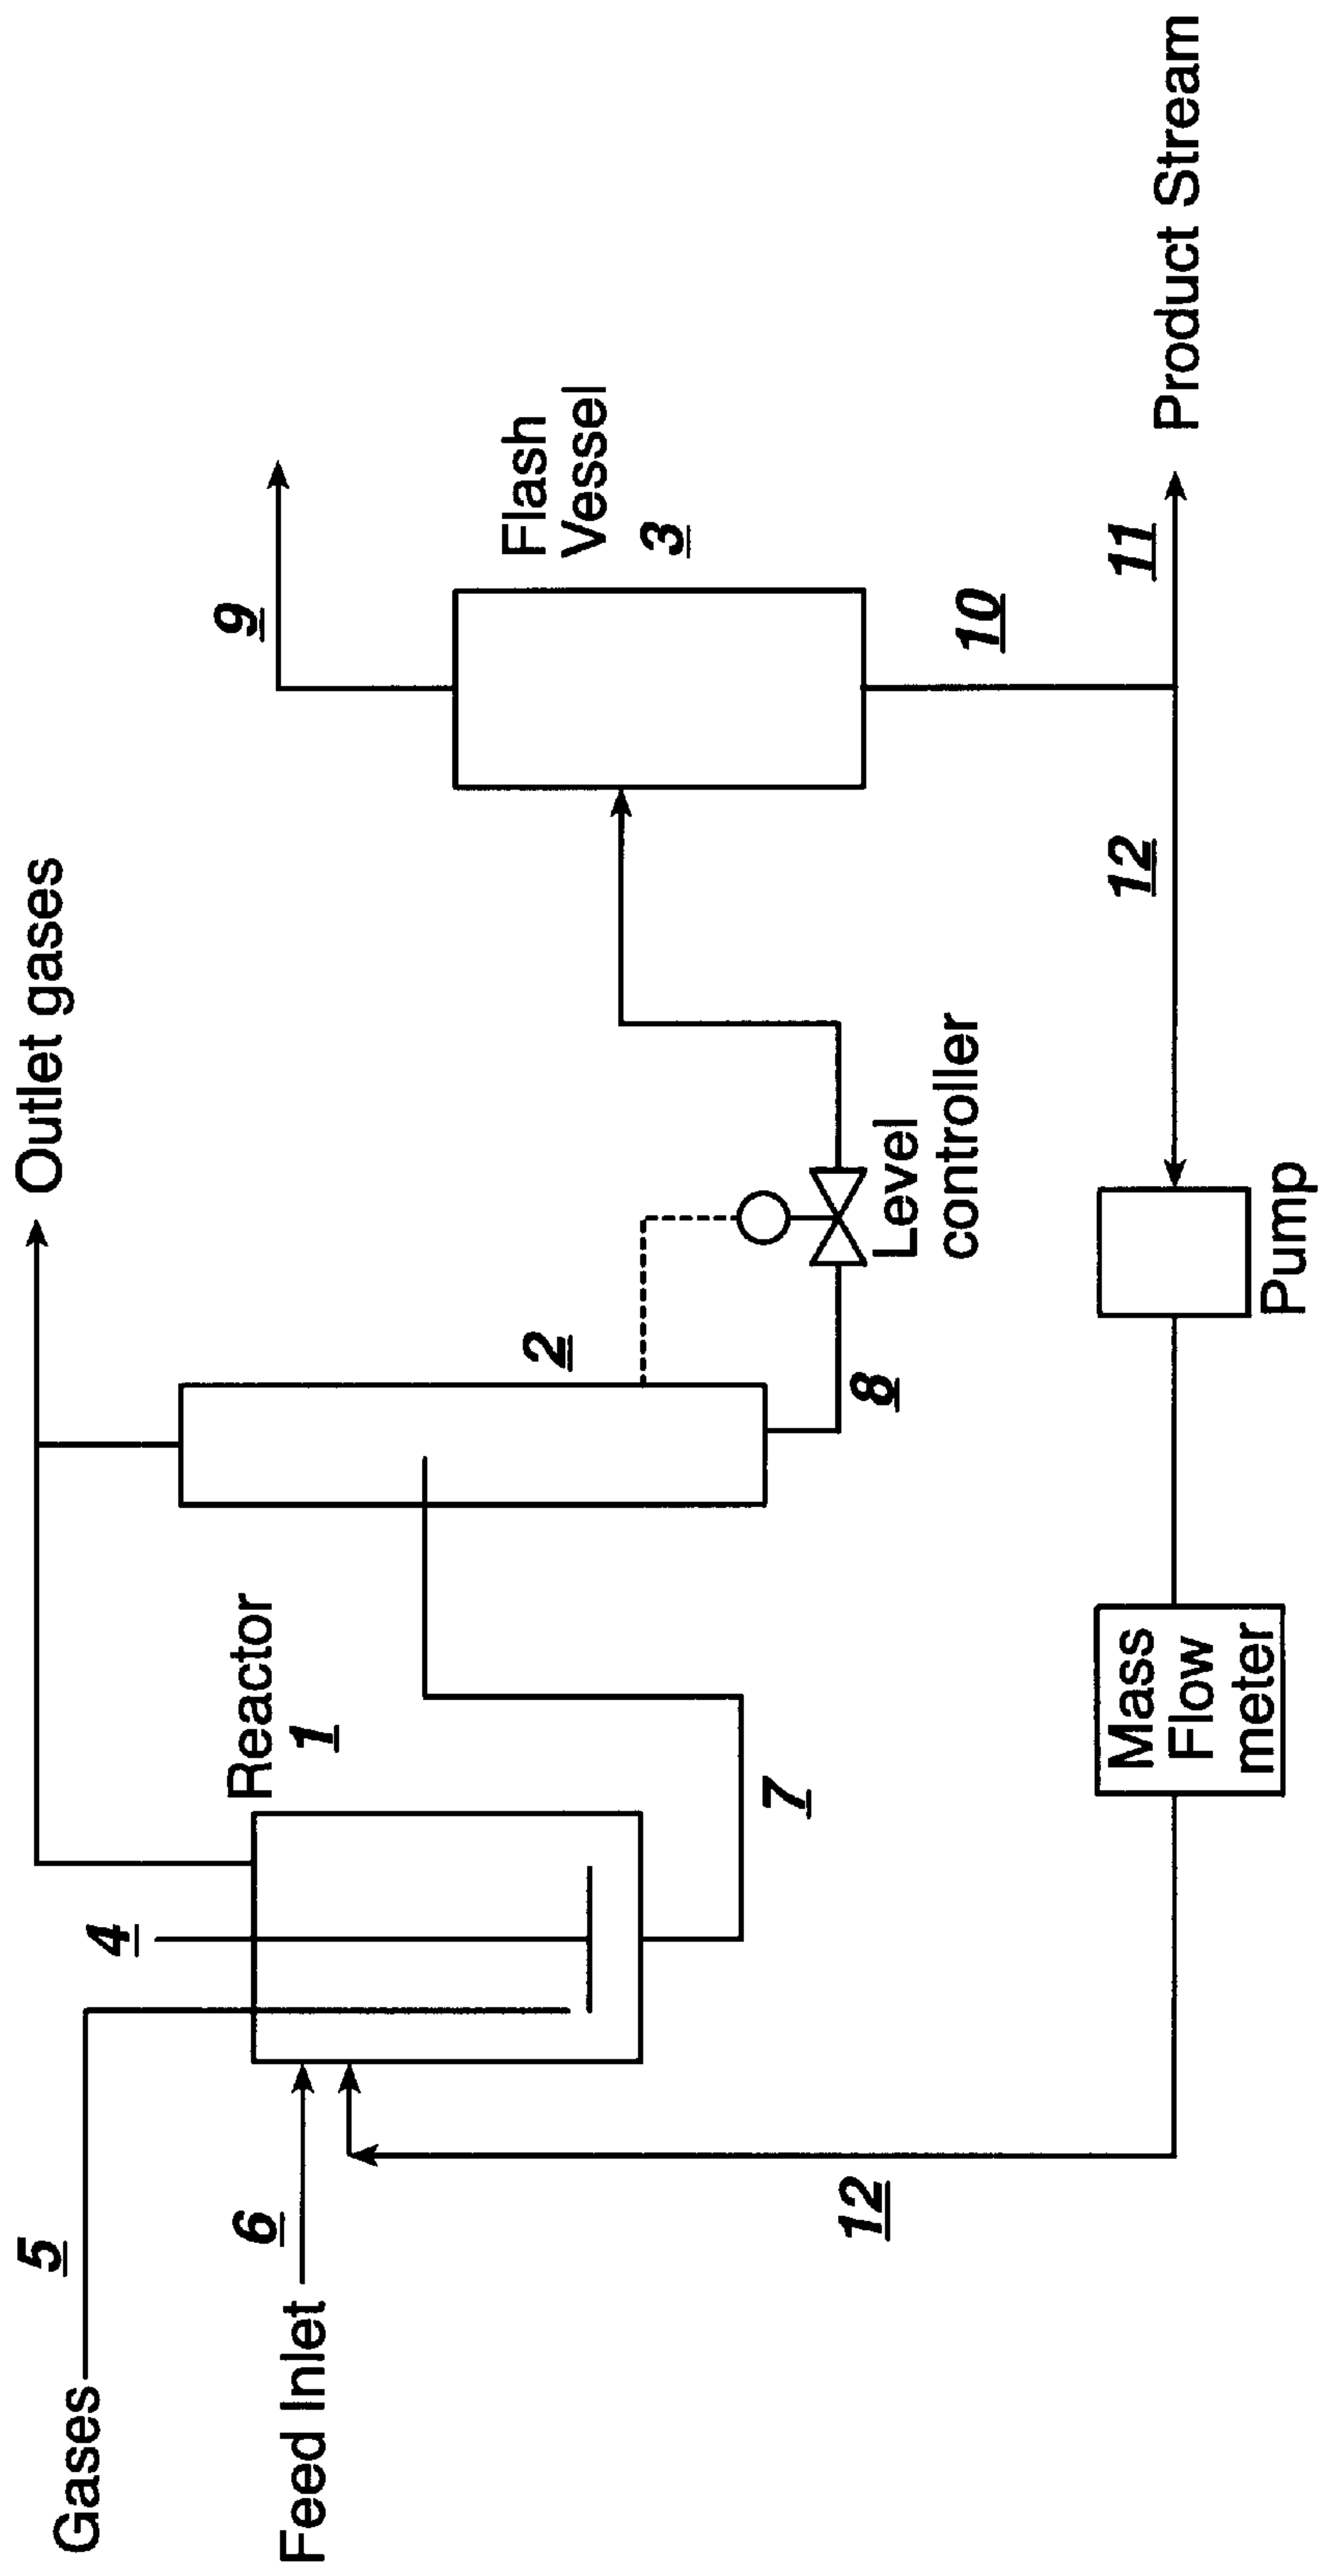 Outlet gases
Gases
5
4
Reactor
1
Feed Inlet
6
2
9
Flash
Vessel
3
7
8
Level
controller
10
12
12
11
Product Stream
Mass
Flow
meter
Pump